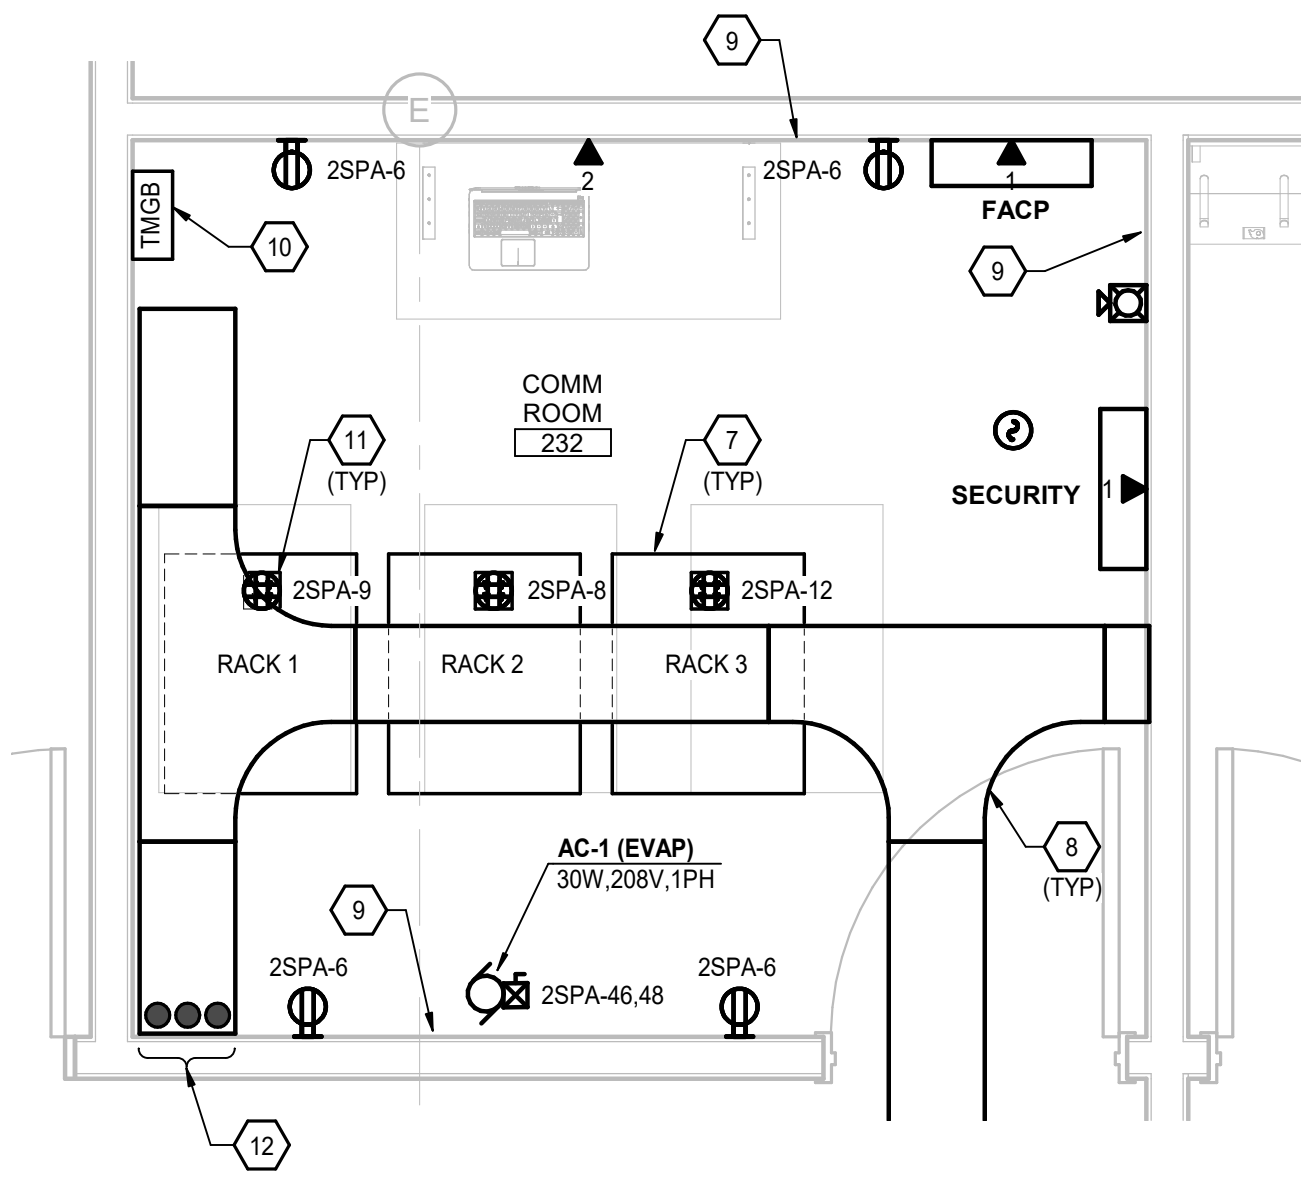 9
E
2SPA-6
2
2SPA-6
1
FACP
TMGB
10
9
COMM
ROOM
232
11
(TYP)
7
(TYP)
SECURITY
1
2SPA-9
2SPA-8
2SPA-12
RACK 1
RACK 2
RACK 3
AC-1 (EVAP)
30W,208V,1PH
8
(TYP)
9
2SPA-6
2SPA-6
2SPA-46,48
12